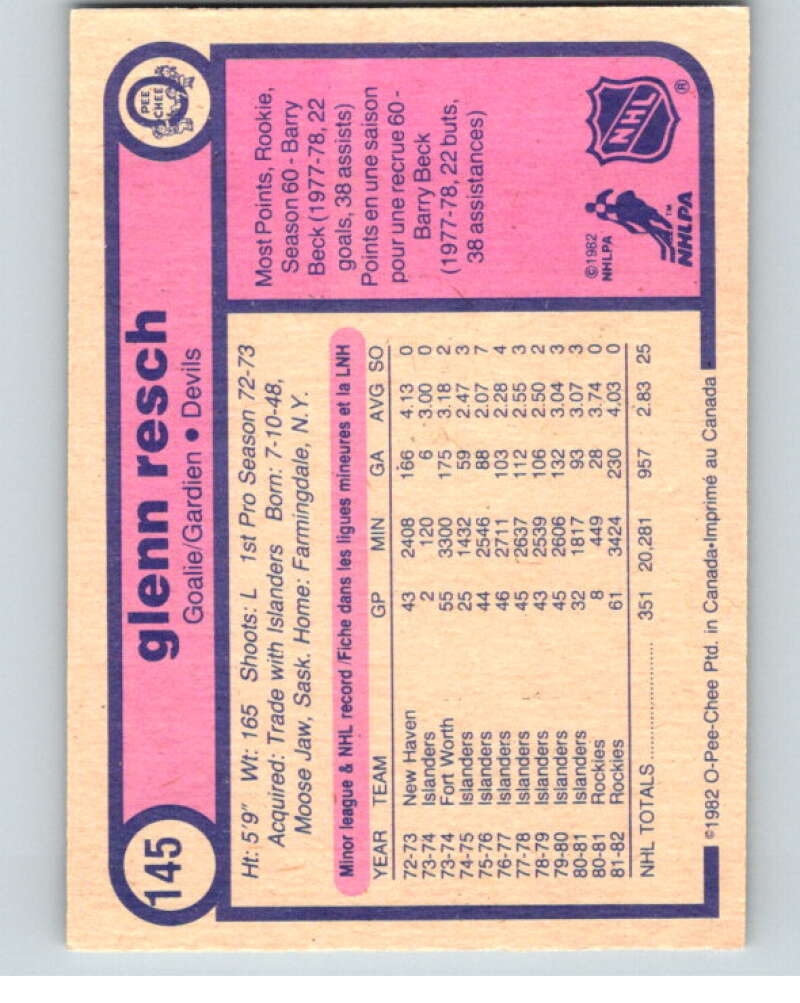 145
glenn resch
Goalie/Gardien • Devils
O
PEE
CHEE
Ht: 5'9" Wt: 165 Shoots: L 1st Pro Season 72-73
Acquired: Trade with Islanders Born: 7-10-48,
Moose Jaw, Sask. Home: Farmingdale, N.Y.
Minor league & NHL record/Fiche dans les ligues mineures et la LNH
YEAR TEAM GP MIN GA AVG SO
72-73 New Haven 43 2408 166 4.13 0
73-74 Islanders 2 120 6 3.00 0
73-74 Fort Worth 55 3300 175 3.18 2
74-75 Islanders 25 1432 59 2.47 3
75-76 Islanders 44 2546 88 2.07 7
76-77 Islanders 46 2711 103 2.28 4
77-78 Islanders 45 2637 112 2.55 3
78-79 Islanders 43 2539 106 2.50 2
79-80 Islanders 45 2606 132 3.04 3
80-81 Islanders 32 1817 93 3.07 3
80-81 Rockies 8 449 28 3.74 0
81-82 Rockies 61 3424 230 4.03 0
NHL TOTALS 351 20,281 957 2.83 25
Most Points, Rookie,
Season 60 - Barry
Beck (1977-78, 22
goals, 38 assists)
Points en une saison
pour une recrue 60 -
Barry Beck
(1977-78, 22 buts,
38 assistances)
©1982
NHLPA
NHLPA™
NHL®
©1982 O-Pee-Chee Ptd. in Canada•Imprimé au Canada